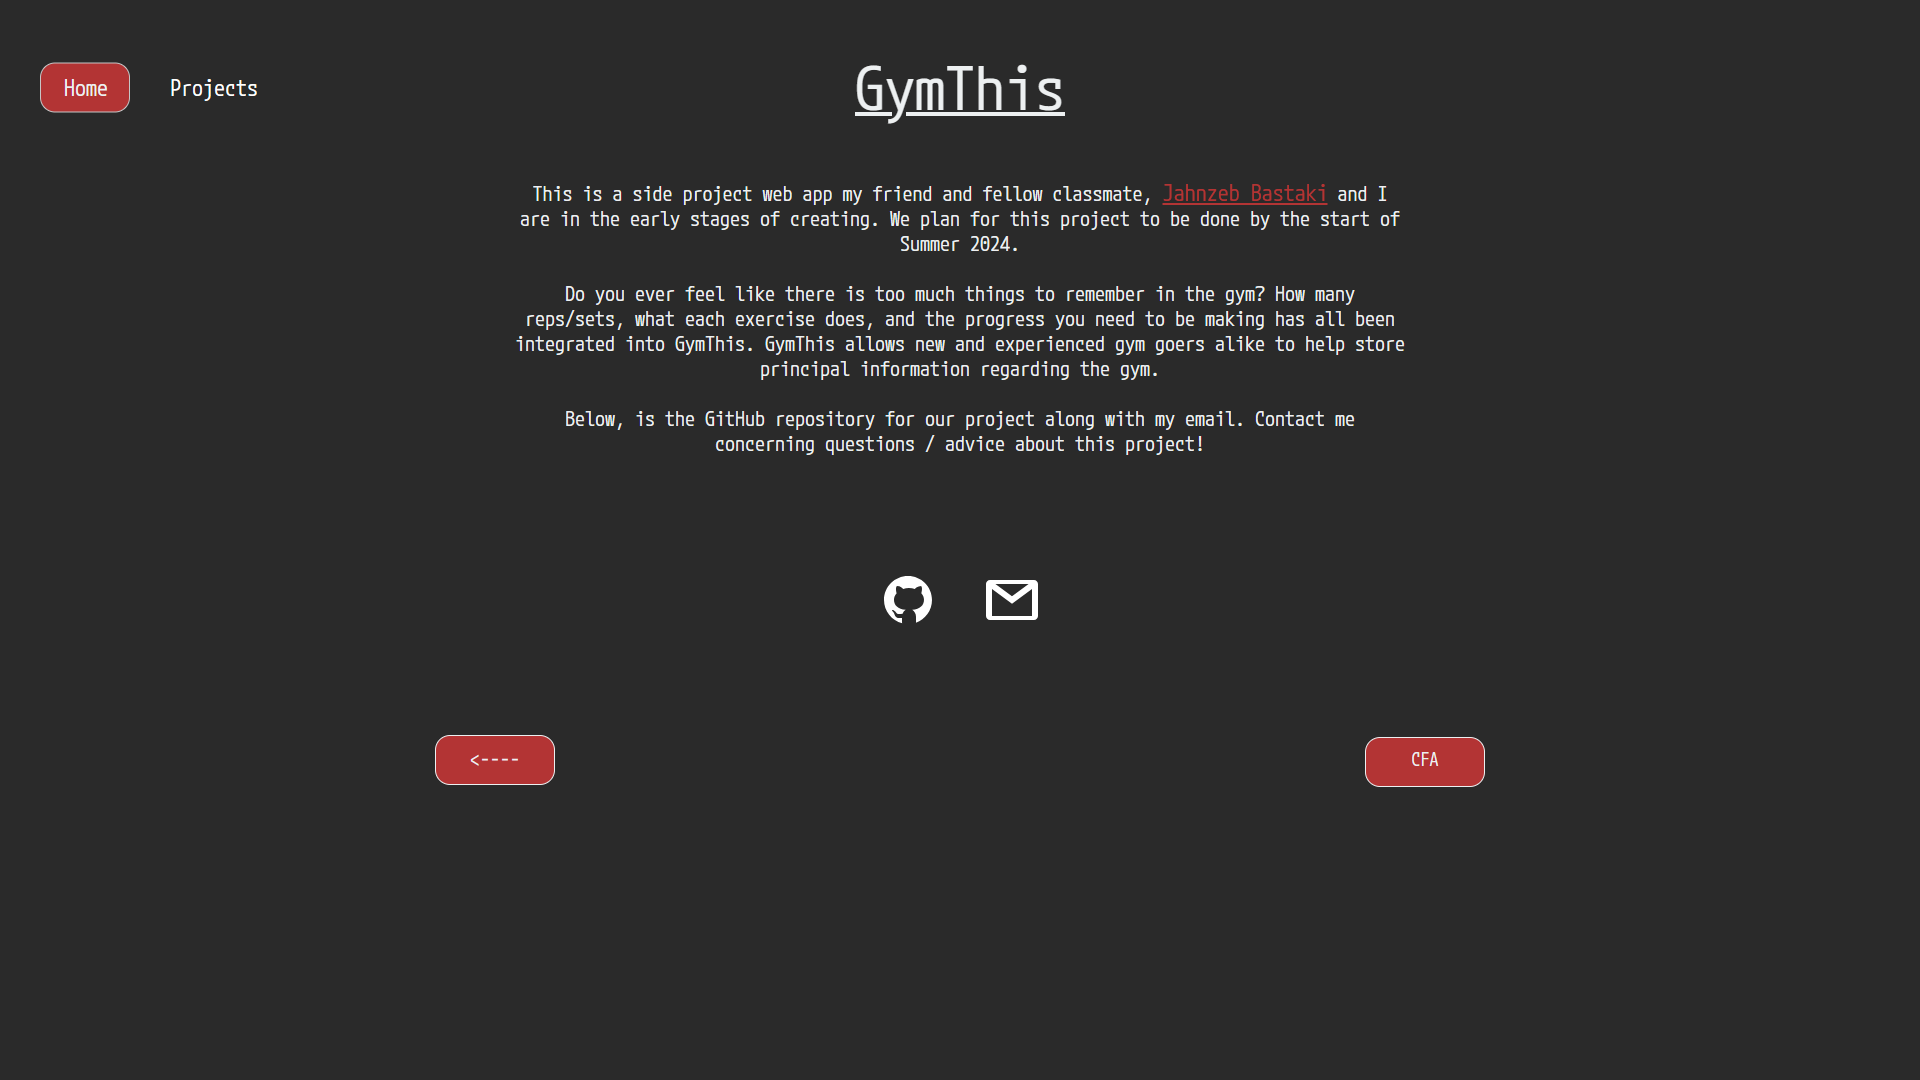 Home
Projects
GymThis
This is a side project web app my friend and fellow classmate, Jahnzeb Bastaki and I
are in the early stages of creating. We plan for this project to be done by the start of
Summer 2024.
Do you ever feel like there is too much things to remember in the gym? How many
reps/sets, what each exercise does, and the progress you need to be making has all been
integrated into GymThis. GymThis allows new and experienced gym goers alike to help store
principal information regarding the gym.
Below, is the GitHub repository for our project along with my email. Contact me
concerning questions / advice about this project!
<----
CFA